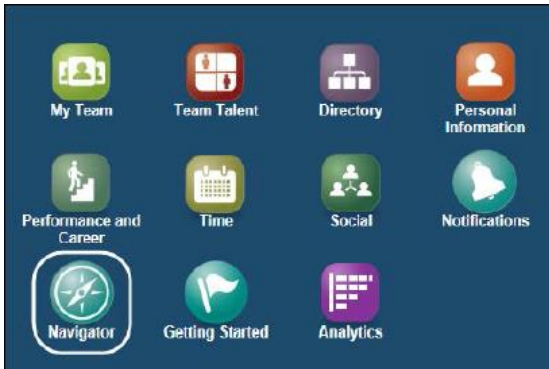 My Team
Team Talent
Directory
Personal
Information
Performance and
Career
Time
Social
Notifications
Navigator
Getting Started
Analytics